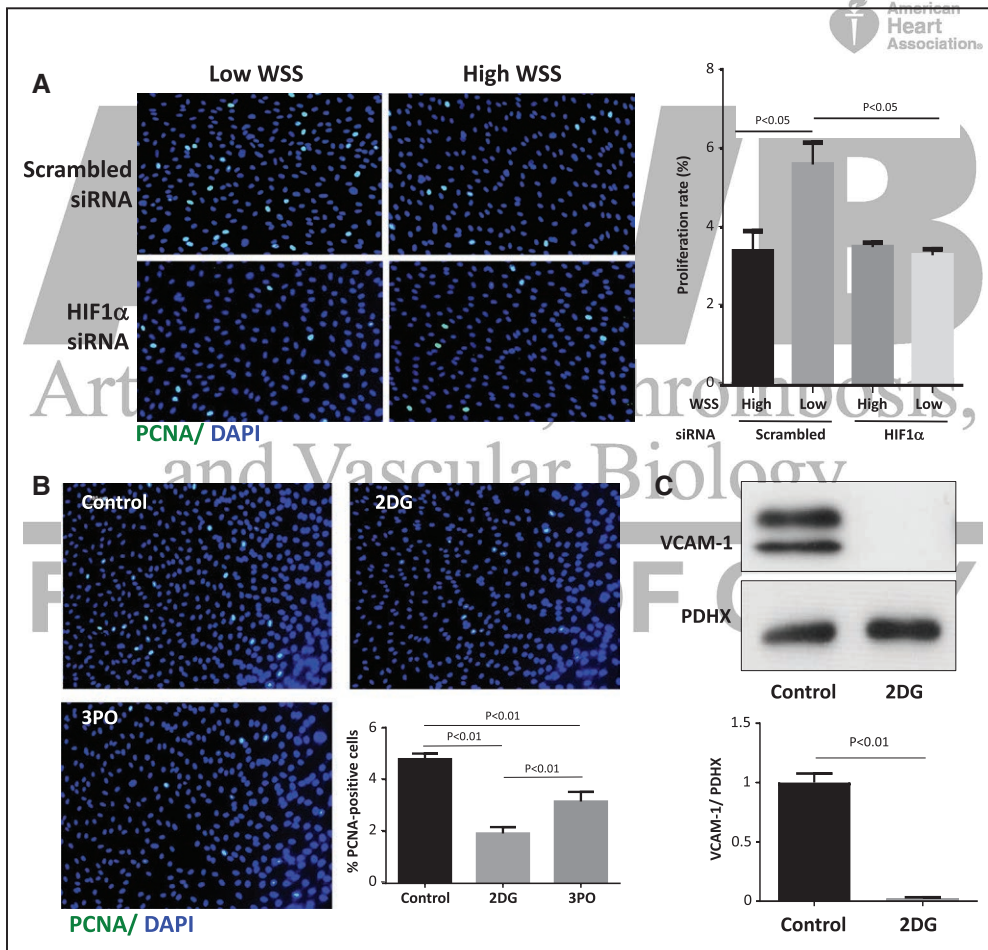 American
Heart
Association®
A
Low WSS
High WSS
Scrambled
siRNA
HIF1α
siRNA
PCNA/ DAPI
8
6
4
2
0
Proliferation rate (%)
P<0.05
P<0.05
WSS
High
Low
High
Low
siRNA
Scrambled
HIF1α
Art
hrombosis,
and Vascular Biology
B
Control
2DG
3PO
PCNA/ DAPI
6
4
2
0
% PCNA-positive cells
P<0.01
P<0.01
P<0.01
Control
2DG
3PO
C
VCAM-1
PDHX
Control
2DG
1.5
1
0.5
0
VCAM-1/ PDHX
P<0.01
Control
2DG